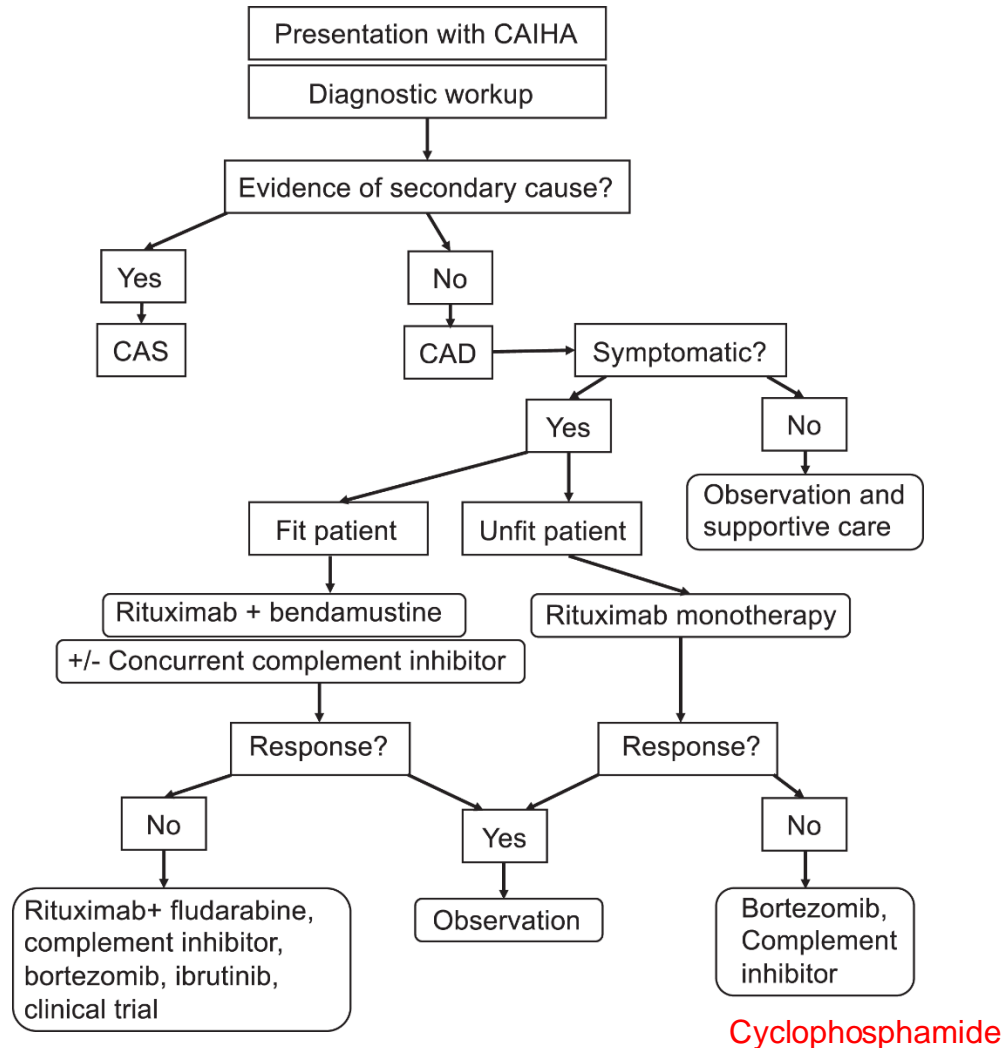 Presentation with CAIHA
Diagnostic workup
Evidence of secondary cause?
Yes
No
CAS
CAD
Symptomatic?
Yes
No
Fit patient
Unfit patient
Observation and
supportive care
Rituximab + bendamustine
+/- Concurrent complement inhibitor
Rituximab monotherapy
Response?
Response?
No
Yes
No
Rituximab+ fludarabine,
complement inhibitor,
bortezomib, ibrutinib,
clinical trial
Observation
Bortezomib,
Complement
inhibitor
Cyclophosphamide